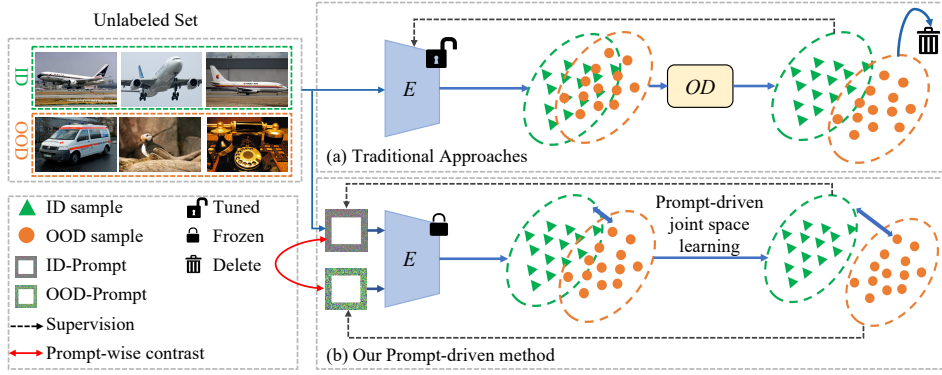 Unlabeled Set
ID
OOD
ID sample
OOD sample
ID-Prompt
OOD-Prompt
Supervision
Prompt-wise contrast
Tuned
Frozen
Delete
E
OD
(a) Traditional Approaches
E
Prompt-driven
joint space
learning
(b) Our Prompt-driven method